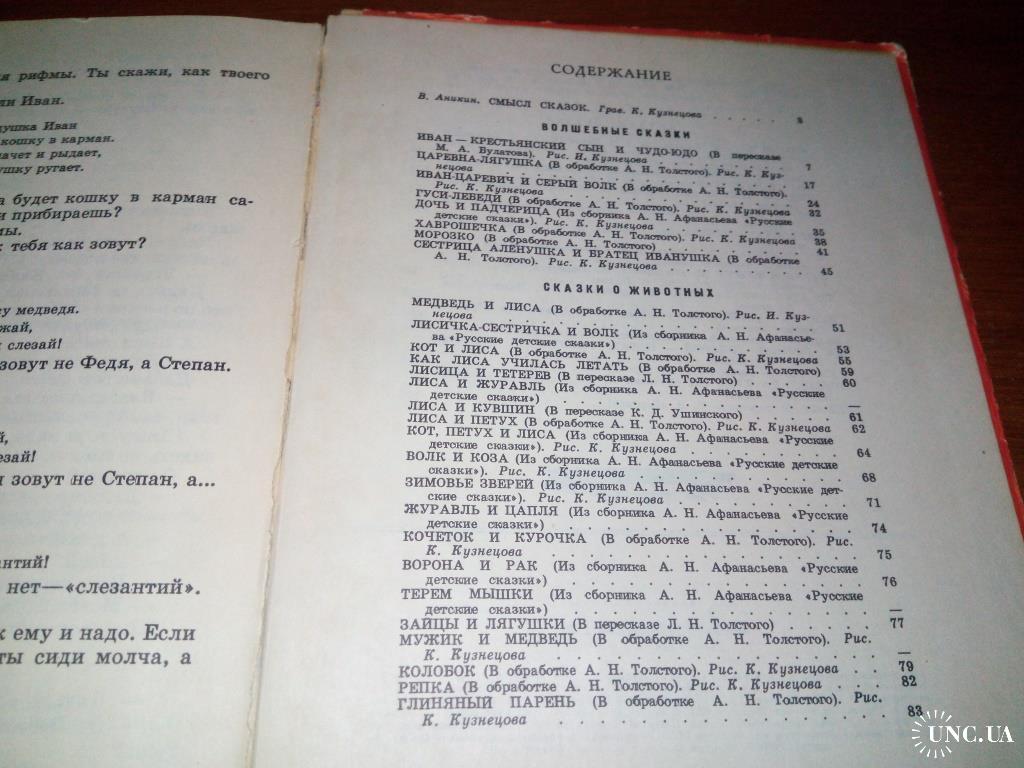 я рифмы. Ты скажи, как твоего
ли Иван.
душка Иван
кошку в карман.
ачет и рыдает,
ушку ругает.
а будет кошку в карман са-
и прибираешь?
мы.
тебя как зовут?
су медведя.
жай,
слезай!
зовут не Федя, а Степан.
й,
езай!
зовут не Степан, а...
антий!
нет—«слезантий».
к ему и надо. Если
ты сиди молча, а
СОДЕРЖАНИЕ
В. Аникин. СМЫСЛ СКАЗОК. Грав. К. Кузнецова . . . . . 3
ВОЛШЕБНЫЕ СКАЗКИ
ИВАН — КРЕСТЬЯНСКИЙ СЫН И ЧУДО-ЮДО (В пересказе
М. А. Булатова). Рис. И. Кузнецова . . . . . 7
ЦАРЕВНА-ЛЯГУШКА (В обработке А. Н. Толстого). Рис. К. Куз-
нецова . . . . . 17
ИВАН-ЦАРЕВИЧ И СЕРЫЙ ВОЛК (В обработке А. Н. Толстого).
Рис. К. Кузнецова . . . . . 24
ГУСИ-ЛЕБЕДИ (В обработке А. Н. Толстого). Рис. К. Кузнецова 32
ДОЧЬ И ПАДЧЕРИЦА (Из сборника А. Н. Афанасьева «Русские
детские сказки»). Рис. К. Кузнецова . . . . . 35
ХАВРОШЕЧКА (В обработке А. Н. Толстого). Рис. К. Кузнецова 38
МОРОЗКО (В обработке А. Н. Толстого) . . . . . 41
СЕСТРИЦА АЛЕНУШКА И БРАТЕЦ ИВАНУШКА (В обработке
А. Н. Толстого). Рис. К. Кузнецова . . . . . 45
СКАЗКИ О ЖИВОТНЫХ
МЕДВЕДЬ И ЛИСА (В обработке А. Н. Толстого). Рис. И. Куз-
нецова . . . . . 51
ЛИСИЧКА-СЕСТРИЧКА И ВОЛК (Из сборника А. Н. Афанасье-
ва «Русские детские сказки») . . . . . 53
КОТ И ЛИСА (В обработке А. Н. Толстого). Рис. К. Кузнецова 55
КАК ЛИСА УЧИЛАСЬ ЛЕТАТЬ (В обработке А. Н. Толстого) 59
ЛИСИЦА И ТЕТЕРЕВ (В пересказе Л. Н. Толстого) . . . . . 60
ЛИСА И ЖУРАВЛЬ (Из сборника А. Н. Афанасьева «Русские
детские сказки») . . . . . —
ЛИСА И КУВШИН (В пересказе К. Д. Ушинского) . . . . . 61
ЛИСА И ПЕТУХ (В обработке А. Н. Толстого). Рис. К. Кузнецова 62
КОТ, ПЕТУХ И ЛИСА (Из сборника А. Н. Афанасьева «Русские
детские сказки»). Рис. К. Кузнецова . . . . . 64
ВОЛК И КОЗА (Из сборника А. Н. Афанасьева «Русские детские
сказки»). Рис. К. Кузнецова . . . . . 68
ЗИМОВЬЕ ЗВЕРЕЙ (Из сборника А. Н. Афанасьева «Русские дет-
ские сказки»). Рис. К. Кузнецова . . . . . 71
ЖУРАВЛЬ И ЦАПЛЯ (Из сборника А. Н. Афанасьева «Русские
детские сказки») . . . . . 74
КОЧЕТОК И КУРОЧКА (В обработке А. Н. Толстого). Рис.
К. Кузнецова . . . . . 75
ВОРОНА И РАК (Из сборника А. Н. Афанасьева «Русские
детские сказки») . . . . . 76
ТЕРЕМ МЫШКИ (Из сборника А. Н. Афанасьева «Русские
детские сказки») . . . . . —
ЗАЙЦЫ И ЛЯГУШКИ (В пересказе Л. Н. Толстого) . . . . . 77
МУЖИК И МЕДВЕДЬ (В обработке А. Н. Толстого). Рис.
К. Кузнецова . . . . . —
КОЛОБОК (В обработке А. Н. Толстого). Рис. К. Кузнецова . . 79
РЕПКА (В обработке А. Н. Толстого). Рис. К. Кузнецова . . . 82
ГЛИНЯНЫЙ ПАРЕНЬ (В обработке А. Н. Толстого). Рис.
К. Кузнецова . . . . . 83
UNC.UA